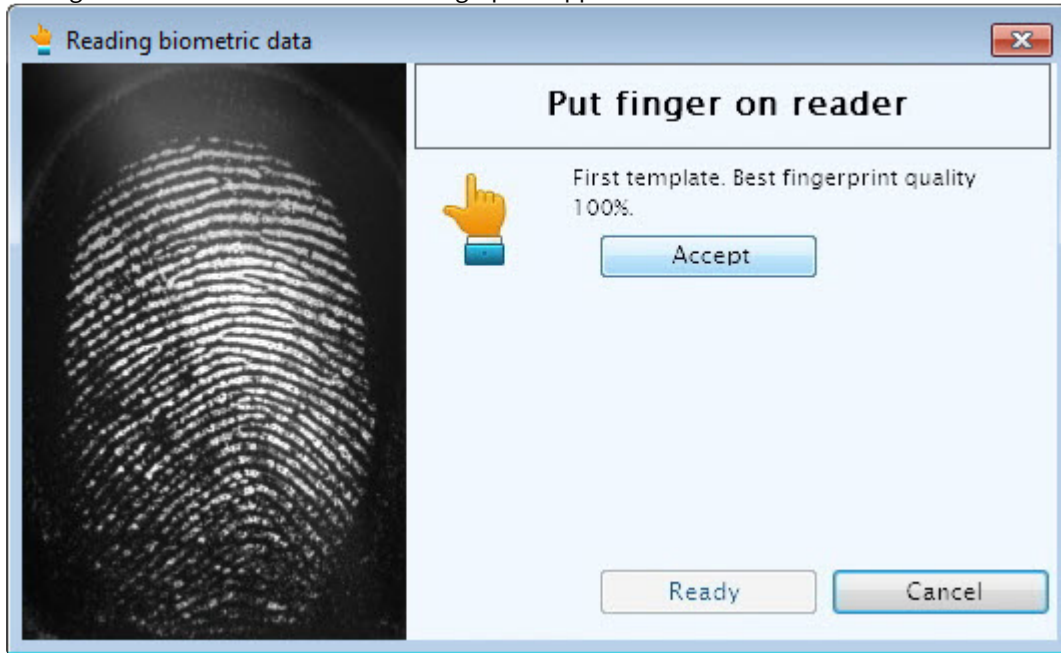 Reading biometric data
Put finger on reader
First template. Best fingerprint quality
100%.
Accept
Ready
Cancel